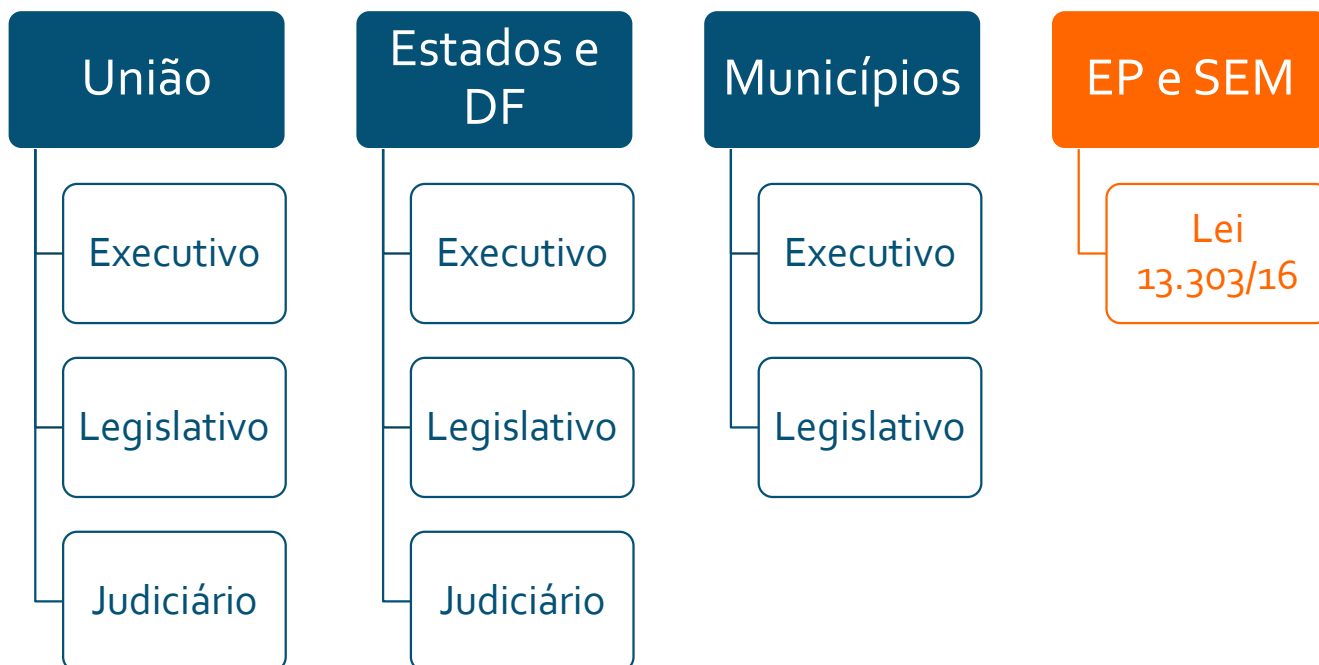 União
Executivo
Legislativo
Judiciário
Estados e
DF
Executivo
Legislativo
Judiciário
Municípios
Executivo
Legislativo
EP e SEM
Lei
13.303/16